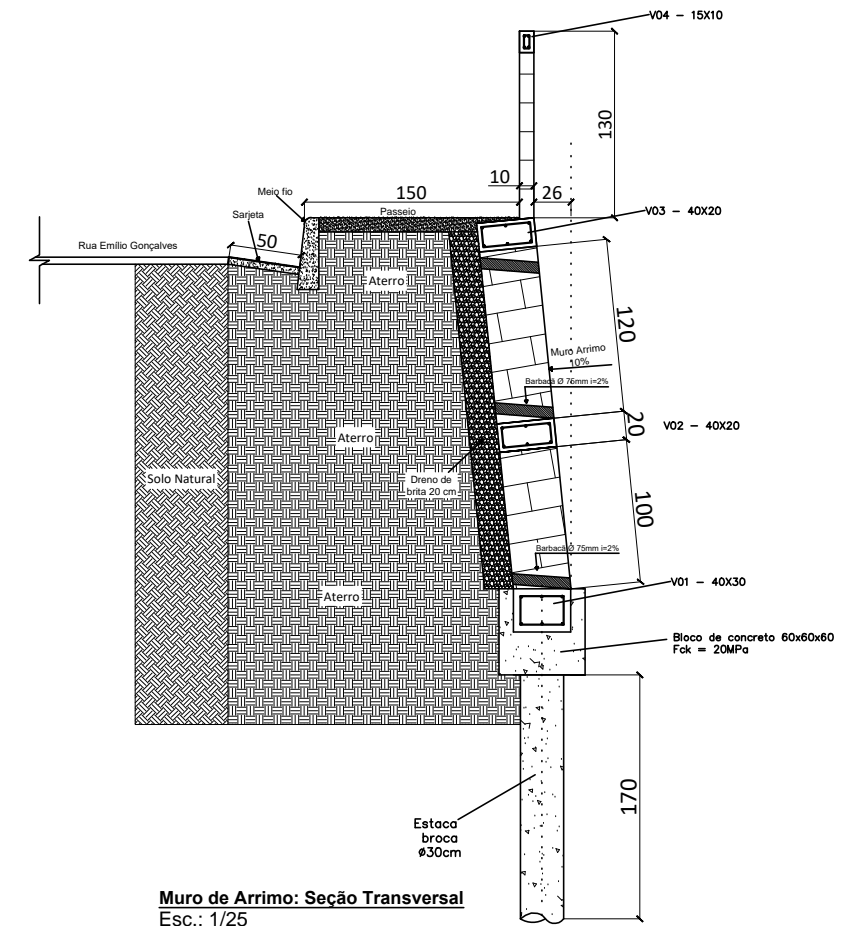 V04 - 15X10
130
10
26
150
Meio fio
Passeio
V03 - 40X20
Sarjeta
50
Rua Emílio Gonçalves
Aterro
120
Muro Arrimo
10%
Barbacã Ø 76mm i=2%
20
V02 - 40X20
Aterro
Solo Natural
Dreno de
brita 20 cm
100
Barbacã Ø 75mm i=2%
V01 - 40X30
Aterro
Bloco de concreto 60x60x60
Fck = 20MPa
170
Estaca
broca
ø30cm
Muro de Arrimo: Seção Transversal
Esc.: 1/25